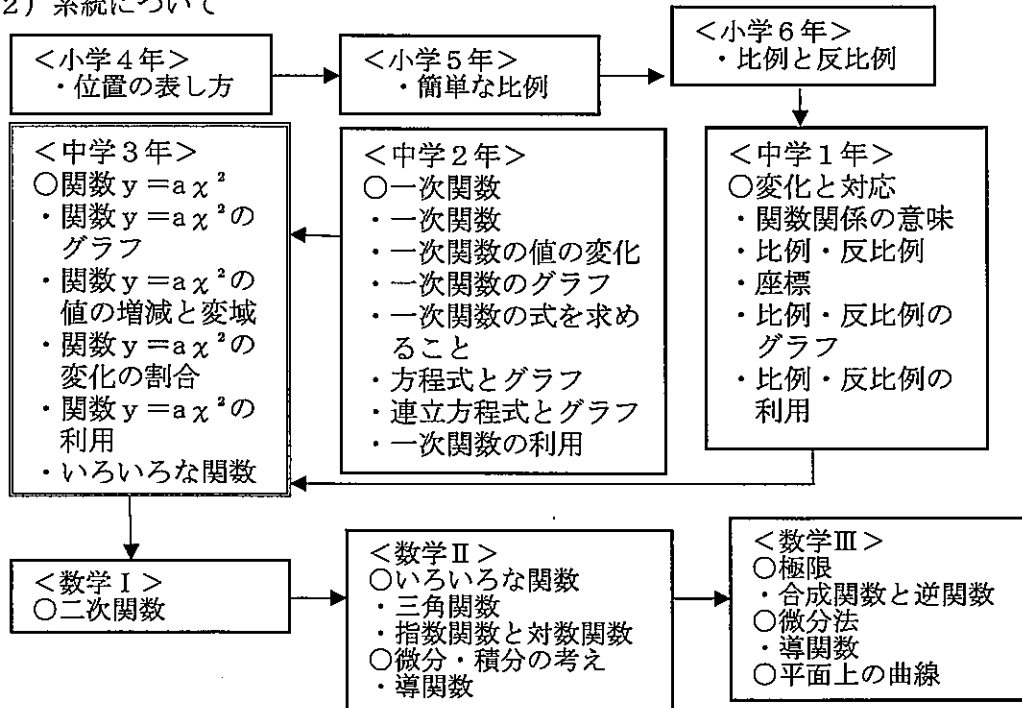 2）系統について
＜小学４年＞
・位置の表し方
＜小学５年＞
・簡単な比例
＜小学６年＞
・比例と反比例
＜中学３年＞
○関数ｙ＝ａχ²
・関数ｙ＝ａχ²の
グラフ
・関数ｙ＝ａχ²の
値の増減と変域
・関数ｙ＝ａχ²の
変化の割合
・関数ｙ＝ａχ²の
利用
・いろいろな関数
＜中学２年＞
○一次関数
・一次関数
・一次関数の値の変化
・一次関数のグラフ
・一次関数の式を求め
ること
・方程式とグラフ
・連立方程式とグラフ
・一次関数の利用
＜中学１年＞
○変化と対応
・関数関係の意味
・比例・反比例
・座標
・比例・反比例の
グラフ
・比例・反比例の
利用
＜数学Ⅰ＞
○二次関数
＜数学Ⅱ＞
○いろいろな関数
・三角関数
・指数関数と対数関数
○微分・積分の考え
・導関数
＜数学Ⅲ＞
○極限
・合成関数と逆関数
○微分法
・導関数
○平面上の曲線